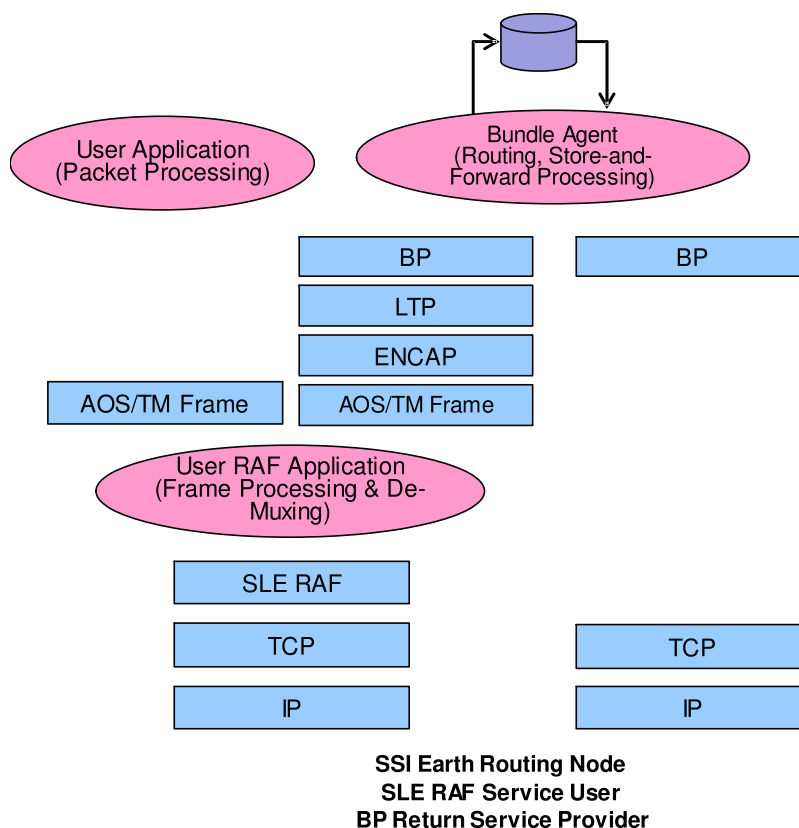 User Application
(Packet Processing)
Bundle Agent
(Routing, Store-and-
Forward Processing)
BP
BP
LTP
ENCAP
AOS/TM Frame
AOS/TM Frame
User RAF Application
(Frame Processing & De-
Muxing)
SLE RAF
TCP
TCP
IP
IP
SSI Earth Routing Node
SLE RAF Service User
BP Return Service Provider